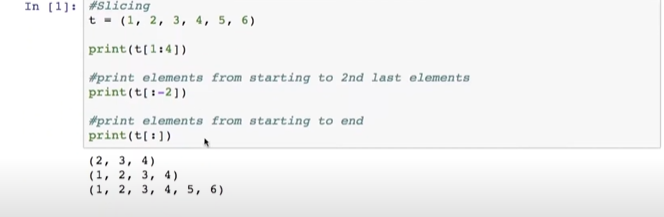 In [1]: #Slicing
t = (1, 2, 3, 4, 5, 6)
print(t[1:4])
#print elements from starting to 2nd last elements
print(t[:-2])
#print elements from starting to end
print(t[:])
(2, 3, 4)
(1, 2, 3, 4)
(1, 2, 3, 4, 5, 6)